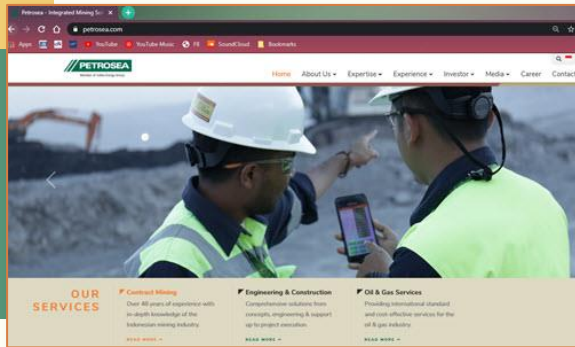 Petrosea - Integrated Mining Ser
petrosea.com
Apps
YouTube
YouTube Music
FB
SoundCloud
Bookmarks
PETROSEA
Home
About Us
Expertise
Experience
Investor
Media
Career
Contact
OUR
SERVICES
Contract Mining
Over 40 years of experience with
in-depth knowledge of the
Indonesian mining industry.
READ MORE
Engineering & Construction
Comprehensive solutions from
concepts, engineering & support
up to project execution.
READ MORE
Oil & Gas Services
Providing international standard
and cost-effective services for the
oil & gas industry.
READ MORE